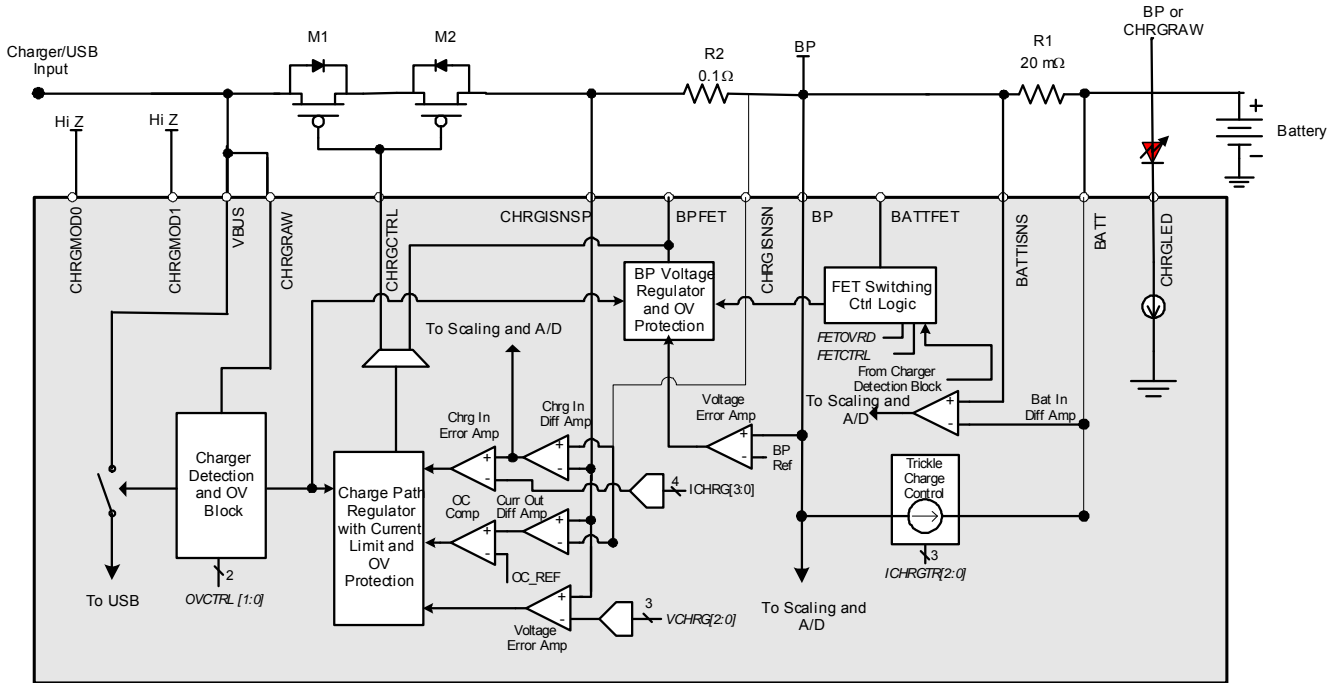 BP or
CHRGRAW
M1
M2
Charger/USB
Input
R2
0.1Ω
BP
R1
20 mΩ
Hi Z
Hi Z
Battery
CHRGMOD0
CHRGMOD1
VBUS
CHRGRAW
CHRGCTRL
CHRGISNSP
BPFET
CHRGISNSN
BP
BATTFET
BATTISNS
BATT
CHRGLED
BP Voltage
Regulator
and OV
Protection
FET Switching
Ctrl Logic
FETOVRD
FETCTRL
From Charger
Detection Block
To Scaling and A/D
To Scaling and
A/D
Bat In
Diff Amp
Voltage
Error Amp
BP
Ref
Chrg In
Error Amp
Chrg In
Diff Amp
Charger
Detection
and OV
Block
Charge Path
Regulator
with Current
Limit and
OV
Protection
4
ICHRG[3:0]
OC
Comp
Curr Out
Diff Amp
OC_REF
Trickle
Charge
Control
3
ICHRGTR[2:0]
2
OVCTRL [1:0]
To USB
3
VCHRG[2:0]
Voltage
Error Amp
To Scaling and
A/D